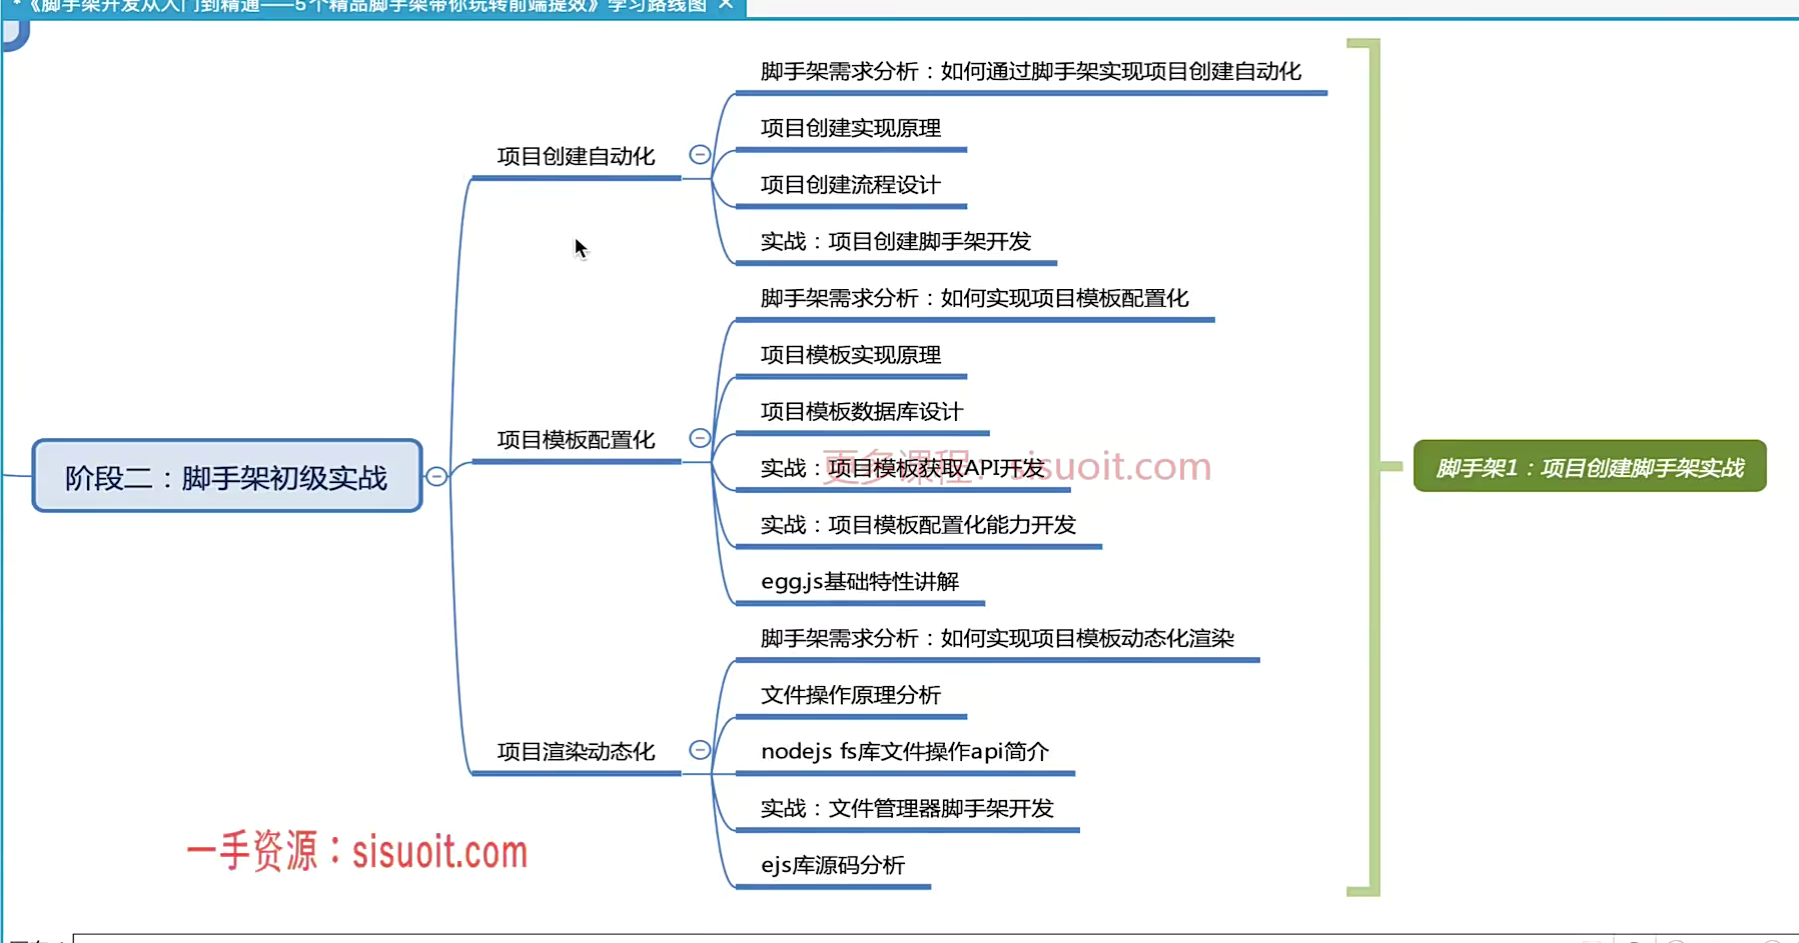 *《脚手架开发从入门到精通——5个精品脚手架带你玩转前端提效》学习路线图 ×
阶段二：脚手架初级实战
项目创建自动化
脚手架需求分析：如何通过脚手架实现项目创建自动化
项目创建实现原理
项目创建流程设计
实战：项目创建脚手架开发
项目模板配置化
脚手架需求分析：如何实现项目模板配置化
项目模板实现原理
项目模板数据库设计
实战：项目模板获取API开发
实战：项目模板配置化能力开发
egg.js基础特性讲解
项目渲染动态化
脚手架需求分析：如何实现项目模板动态化渲染
文件操作原理分析
nodejs fs库文件操作api简介
实战：文件管理器脚手架开发
ejs库源码分析
脚手架1：项目创建脚手架实战
更多课程：sisuoit.com
一手资源：sisuoit.com